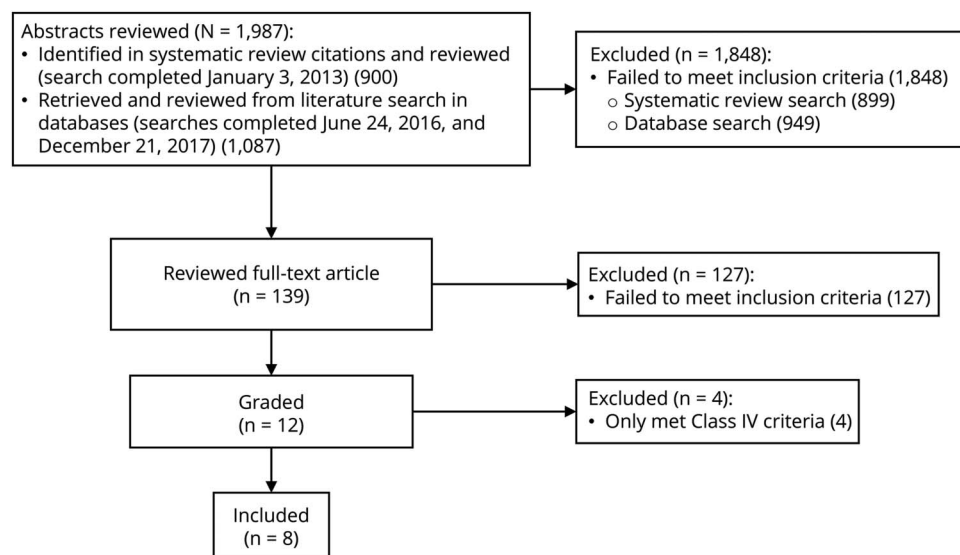 Abstracts reviewed (N = 1,987):
• Identified in systematic review citations and reviewed
(search completed January 3, 2013) (900)
• Retrieved and reviewed from literature search in
databases (searches completed June 24, 2016, and
December 21, 2017) (1,087)
Excluded (n = 1,848):
• Failed to meet inclusion criteria (1,848)
o Systematic review search (899)
o Database search (949)
Reviewed full-text article
(n = 139)
Excluded (n = 127):
• Failed to meet inclusion criteria (127)
Graded
(n = 12)
Excluded (n = 4):
• Only met Class IV criteria (4)
Included
(n = 8)